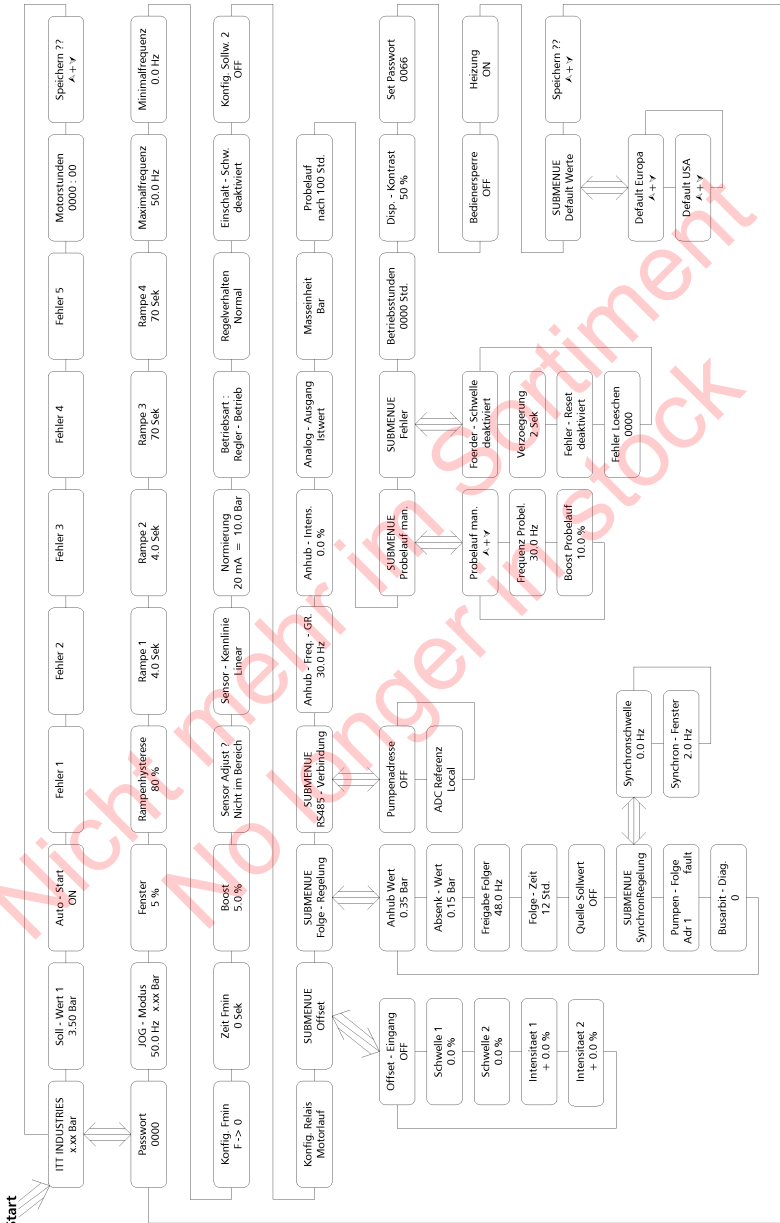 Start
ITT INDUSTRIES
x.xx Bar
Soll - Wert 1
3.50 Bar
Auto - Start
ON
Fehler 1
Fehler 2
Fehler 3
Fehler 4
Fehler 5
Motorstunden
0000 : 00
Speichern ??
+
Passwort
0000
JOG - Modus
50.0 Hz x.xx Bar
Fenster
5 %
Rampenhysterese
80 %
Rampe 1
4.0 Sek
Rampe 2
4.0 Sek
Rampe 3
70 Sek
Rampe 4
70 Sek
Maximalfrequenz
50.0 Hz
Minimalfrequenz
0.0 Hz
Konfig. Fmin
F -> 0
Zeit Fmin
0 Sek
Boost
5.0 %
Sensor Adjust ?
Nicht im Bereich
Sensor - Kennlinie
Linear
Normierung
20 mA = 10.0 Bar
Betriebsart :
Regler - Betrieb
Regelverhalten
Normal
Einschalt - Schw.
deaktiviert
Konfig. Sollw. 2
OFF
Konfig. Relais
Motorlauf
SUBMENUE
Offset
SUBMENUE
Folge - Regelung
SUBMENUE
RS485 - Verbindung
Anhub - Freq. - GR.
30.0 Hz
Anhub - Intens.
0.0 %
Analog - Ausgang
Istwert
Masseinheit
Bar
Probelauf
nach 100 Std.
Offset - Eingang
OFF
Schwelle 1
0.0 %
Schwelle 2
0.0 %
Intensitaet 1
+ 0.0 %
Intensitaet 2
+ 0.0 %
Anhub Wert
0.35 Bar
Absenk - Wert
0.15 Bar
Freigabe Folger
48.0 Hz
Folge - Zeit
12 Std.
Quelle Sollwert
OFF
SUBMENUE
SynchronRegelung
Pumpen - Folge
Adr 1 fault
Busarbit - Diag.
0
Synchronschwelle
0.0 Hz
Synchron - Fenster
2.0 Hz
Pumpenadresse
OFF
ADC Referenz
Local
SUBMENUE
Probelauf man.
Probelauf man.
+
Frequenz Probel.
30.0 Hz
Boost Probelauf
10.0 %
SUBMENUE
Fehler
Foerder - Schwelle
deaktiviert
Verzoegerung
2 Sek
Fehler - Reset
deaktiviert
Fehler Loeschen
0000
Betriebsstunden
0000 Std.
Disp. - Kontrast
50 %
Set Passwort
0066
Bedienersperre
OFF
Heizung
ON
SUBMENUE
Default Werte
Speichern ??
+
Default Europa
+
Default USA
+
Nicht mehr im Sortiment
No longer in stock